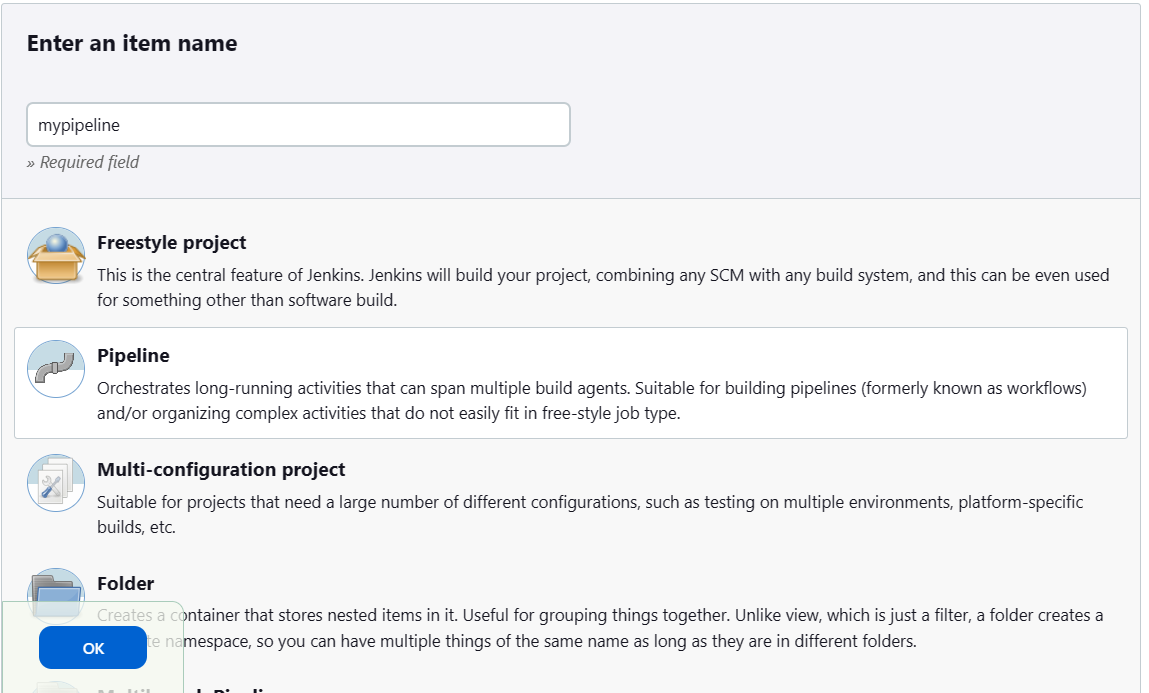 Enter an item name
mypipeline
» Required field
Freestyle project
This is the central feature of Jenkins. Jenkins will build your project, combining any SCM with any build system, and this can be even used
for something other than software build.
Pipeline
Orchestrates long-running activities that can span multiple build agents. Suitable for building pipelines (formerly known as workflows)
and/or organizing complex activities that do not easily fit in free-style job type.
Multi-configuration project
Suitable for projects that need a large number of different configurations, such as testing on multiple environments, platform-specific
builds, etc.
Folder
Creates a container that stores nested items in it. Useful for grouping things together. Unlike view, which is just a filter, a folder creates a
namespace, so you can have multiple things of the same name as long as they are in different folders.
OK